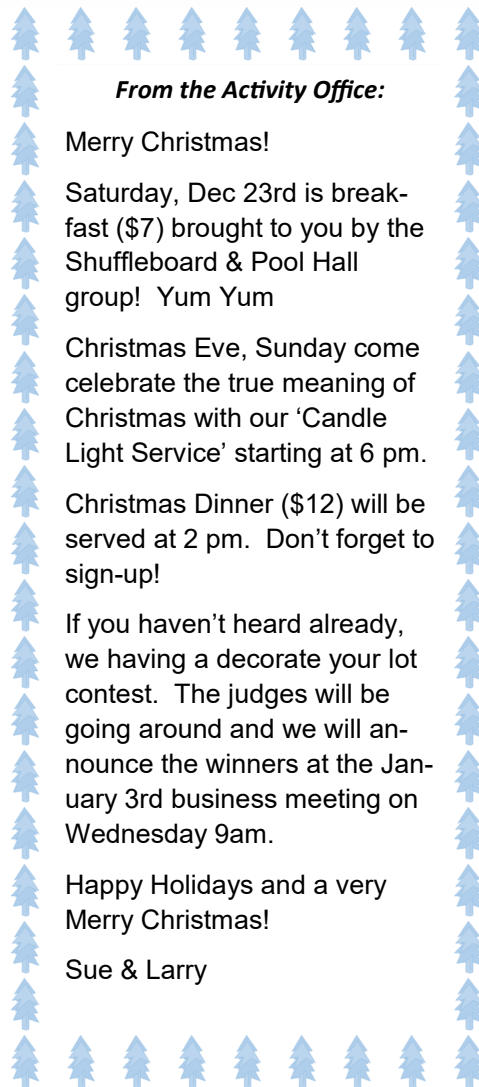 From the Activity Office:
Merry Christmas!
Saturday, Dec 23rd is break-
fast ($7) brought to you by the
Shuffleboard & Pool Hall
group!  Yum Yum
Christmas Eve, Sunday come
celebrate the true meaning of
Christmas with our ‘Candle
Light Service’ starting at 6 pm.
Christmas Dinner ($12) will be
served at 2 pm.  Don’t forget to
sign-up!
If you haven’t heard already,
we having a decorate your lot
contest.  The judges will be
going around and we will an-
nounce the winners at the Jan-
uary 3rd business meeting on
Wednesday 9am.
Happy Holidays and a very
Merry Christmas!
Sue & Larry